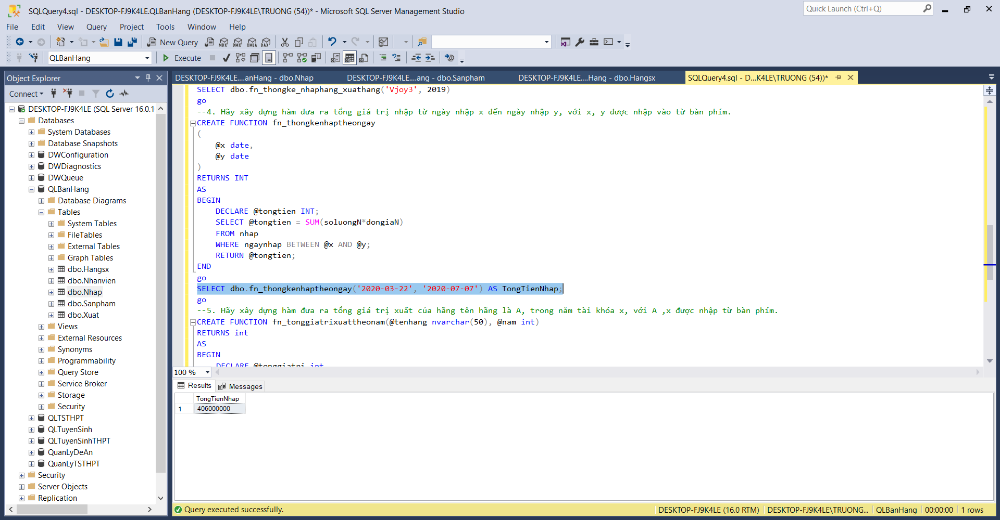 SQLQuery4.sql - DESKTOP-FJ9K4LE.QLBanHang (DESKTOP-FJ9K4LE\TRUONG (54))* - Microsoft SQL Server Management Studio
Quick Launch (Ctrl+Q)
File Edit View Query Project Tools Window Help
New Query MDX DMX XMLA DAX
QLBanHang Execute
Object Explorer
Connect
DESKTOP-FJ9K4LE (SQL Server 16.0.1
Databases
System Databases
Database Snapshots
DWConfiguration
DWDiagnostics
DWQueue
QLBanHang
Database Diagrams
Tables
System Tables
FileTables
External Tables
Graph Tables
dbo.Hangsx
dbo.Nhanvien
dbo.Nhap
dbo.Sanpham
dbo.Xuat
Views
External Resources
Synonyms
Programmability
Query Store
Service Broker
Storage
Security
QLTSTHPT
QLTuyenSinh
QLTuyenSinhTHPT
QuanLyDeAn
QuanLyTSTHPT
Security
Server Objects
Replication
DESKTOP-FJ9K4LE....anHang - dbo.Nhap DESKTOP-FJ9K4LE....ang - dbo.Sanpham DESKTOP-FJ9K4LE....Hang - dbo.Hangsx SQLQuery4.sql - D...K4LE\TRUONG (54))*
SELECT dbo.fn_thongke_nhaphang_xuathang('Vjoy3', 2019)
go
--4. Hãy xây dựng hàm đưa ra tổng giá trị nhập từ ngày nhập x đến ngày nhập y, với x, y được nhập vào từ bàn phím.
CREATE FUNCTION fn_thongkenhaptheongay
(
@x date,
@y date
)
RETURNS INT
AS
BEGIN
DECLARE @tongtien INT;
SELECT @tongtien = SUM(soluongN*dongiaN)
FROM nhap
WHERE ngaynhap BETWEEN @x AND @y;
RETURN @tongtien;
END
go
SELECT dbo.fn_thongkenhaptheongay('2020-03-22', '2020-07-07') AS TongTienNhap;
go
--5. Hãy xây dựng hàm đưa ra tổng giá trị xuất của hãng tên hãng là A, trong năm tài khóa x, với A ,x được nhập từ bàn phím.
CREATE FUNCTION fn_tonggiatrixuattheonam(@tenhang nvarchar(50), @nam int)
RETURNS int
AS
BEGIN
DECLARE @tonggiatri int
100 %
Results Messages
TongTienNhap
1 406000000
Query executed successfully. DESKTOP-FJ9K4LE (16.0 RTM) DESKTOP-FJ9K4LE\TRUONG... QLBanHang 00:00:00 1 rows